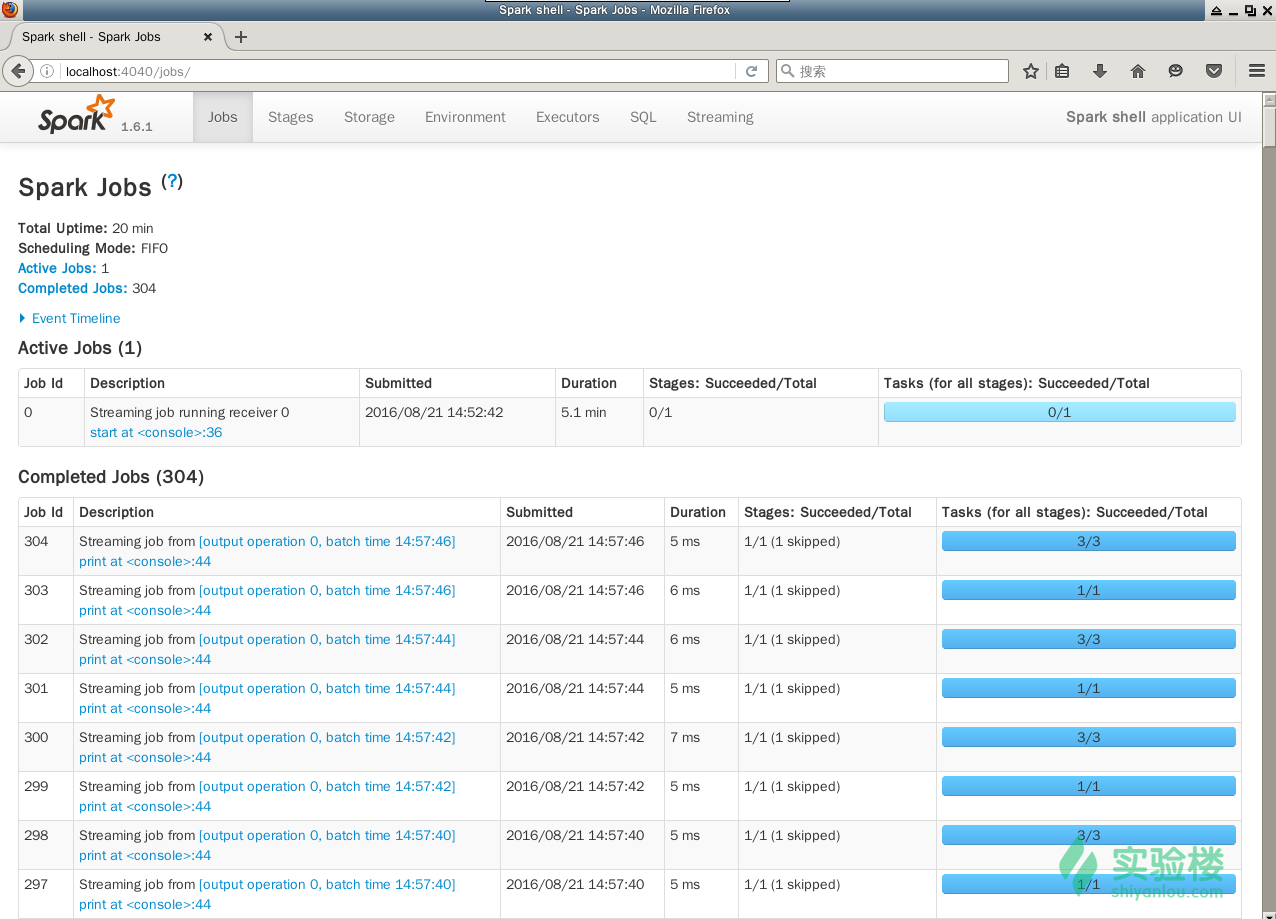 Spark shell - Spark Jobs - Mozilla Firefox
Spark shell - Spark Jobs
localhost:4040/jobs/
搜索
Spark 1.6.1 Jobs Stages Storage Environment Executors SQL Streaming Spark shell application UI
Spark Jobs (?)
Total Uptime: 20 min
Scheduling Mode: FIFO
Active Jobs: 1
Completed Jobs: 304
Event Timeline
Active Jobs (1)
Job Id Description Submitted Duration Stages: Succeeded/Total Tasks (for all stages): Succeeded/Total
0 Streaming job running receiver 0 2016/08/21 14:52:42 5.1 min 0/1 0/1
start at <console>:36
Completed Jobs (304)
Job Id Description Submitted Duration Stages: Succeeded/Total Tasks (for all stages): Succeeded/Total
304 Streaming job from [output operation 0, batch time 14:57:46] 2016/08/21 14:57:46 5 ms 1/1 (1 skipped) 3/3
print at <console>:44
303 Streaming job from [output operation 0, batch time 14:57:46] 2016/08/21 14:57:46 6 ms 1/1 (1 skipped) 1/1
print at <console>:44
302 Streaming job from [output operation 0, batch time 14:57:44] 2016/08/21 14:57:44 6 ms 1/1 (1 skipped) 3/3
print at <console>:44
301 Streaming job from [output operation 0, batch time 14:57:44] 2016/08/21 14:57:44 5 ms 1/1 (1 skipped) 1/1
print at <console>:44
300 Streaming job from [output operation 0, batch time 14:57:42] 2016/08/21 14:57:42 7 ms 1/1 (1 skipped) 3/3
print at <console>:44
299 Streaming job from [output operation 0, batch time 14:57:42] 2016/08/21 14:57:42 5 ms 1/1 (1 skipped) 1/1
print at <console>:44
298 Streaming job from [output operation 0, batch time 14:57:40] 2016/08/21 14:57:40 5 ms 1/1 (1 skipped) 3/3
print at <console>:44
297 Streaming job from [output operation 0, batch time 14:57:40] 2016/08/21 14:57:40 5 ms 1/1 (1 skipped) 1/1
print at <console>:44
实验楼
shiyanlou.com